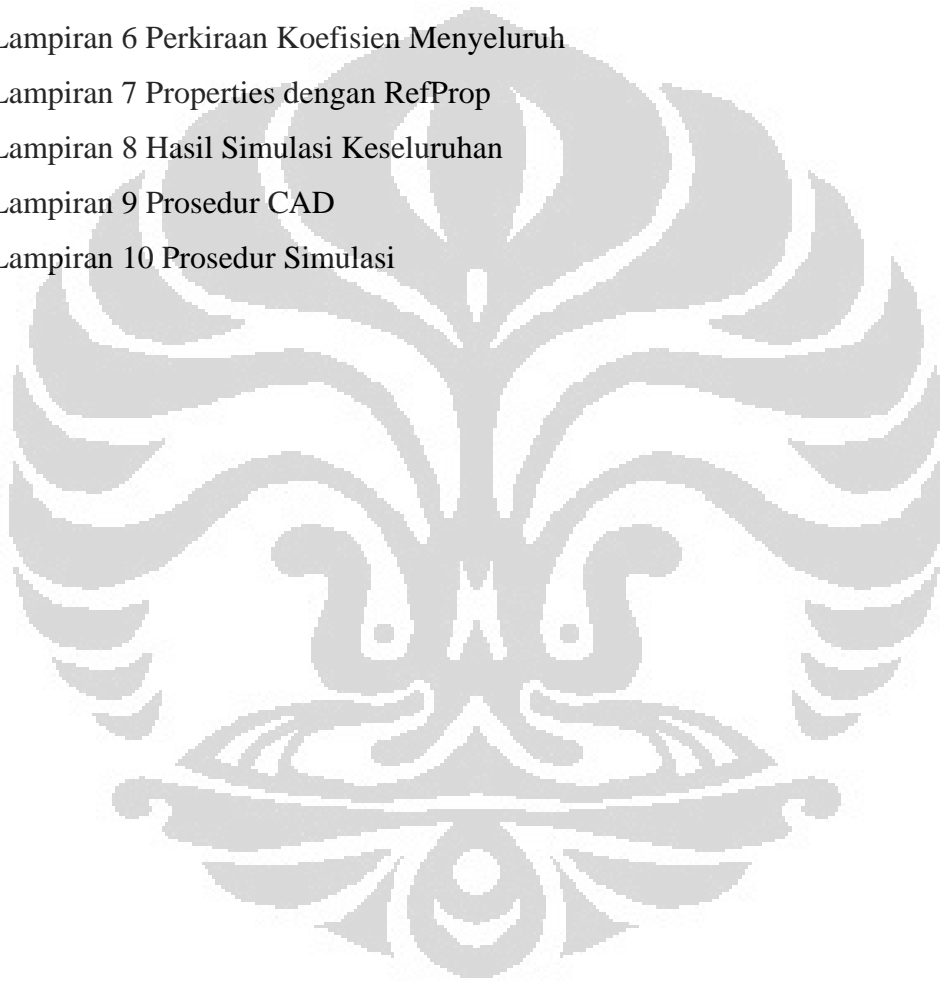 Lampiran 6 Perkiraan Koefisien Menyeluruh
Lampiran 7 Properties dengan RefProp
Lampiran 8 Hasil Simulasi Keseluruhan
Lampiran 9 Prosedur CAD
Lampiran 10 Prosedur Simulasi